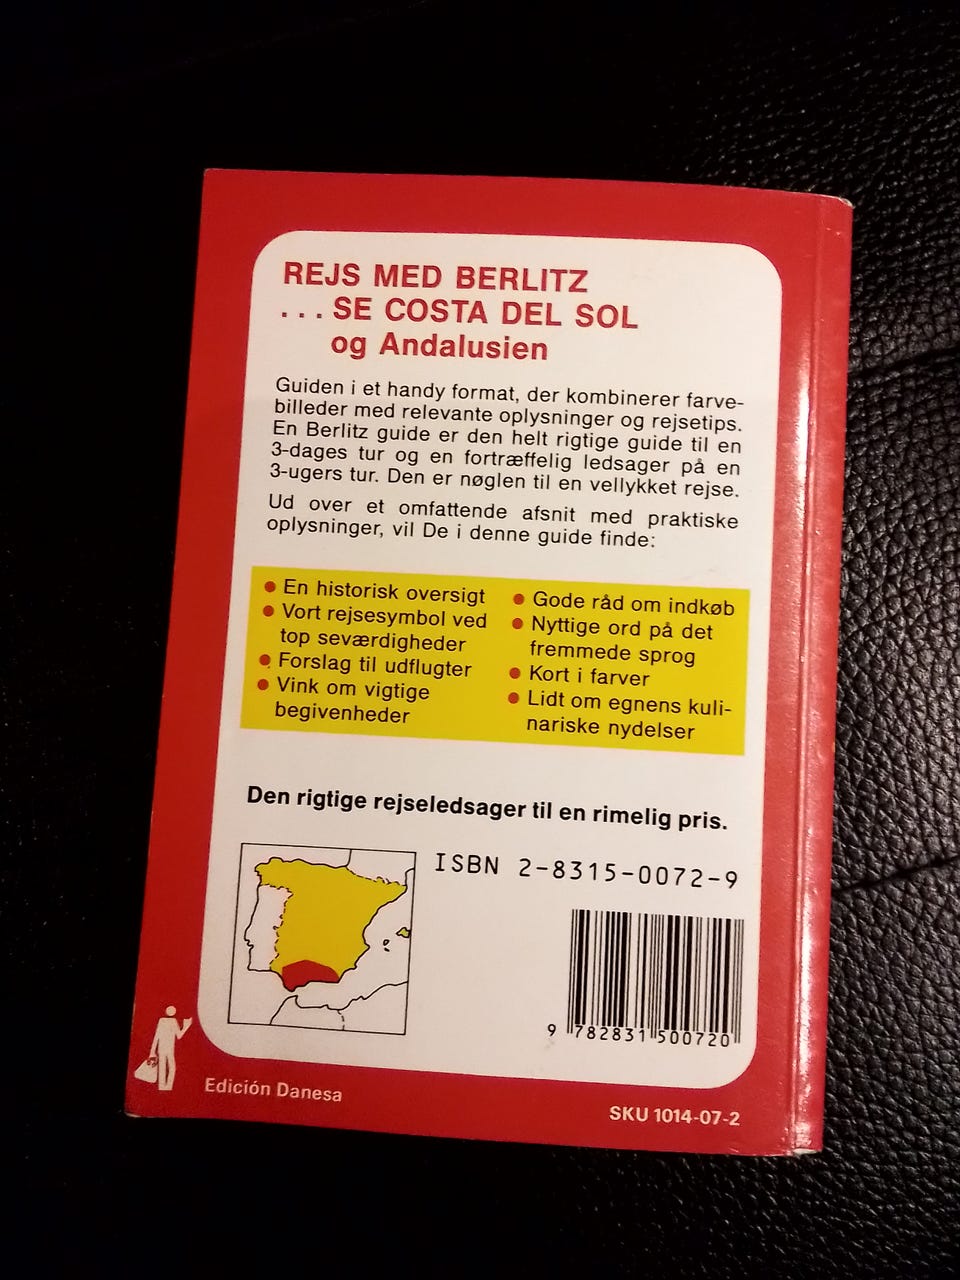 REJS MED BERLITZ
...SE COSTA DEL SOL
og Andalusien
Guiden i et handy format, der kombinerer farve-
billeder med relevante oplysninger og rejsetips.
En Berlitz guide er den helt rigtige guide til en
3-dages tur og en fortræffelig ledsager på en
3-ugers tur. Den er nøglen til en vellykket rejse.
Ud over et omfattende afsnit med praktiske
oplysninger, vil De i denne guide finde:
• En historisk oversigt
• Vort rejsesymbol ved
top seværdigheder
• Forslag til udflugter
• Vink om vigtige
begivenheder
• Gode råd om indkøb
• Nyttige ord på det
fremmede sprog
• Kort i farver
• Lidt om egnens kuli-
nariske nydelser
Den rigtige rejseledsager til en rimelig pris.
ISBN 2-8315-0072-9
9 782831 500720
Edición Danesa
SKU 1014-07-2